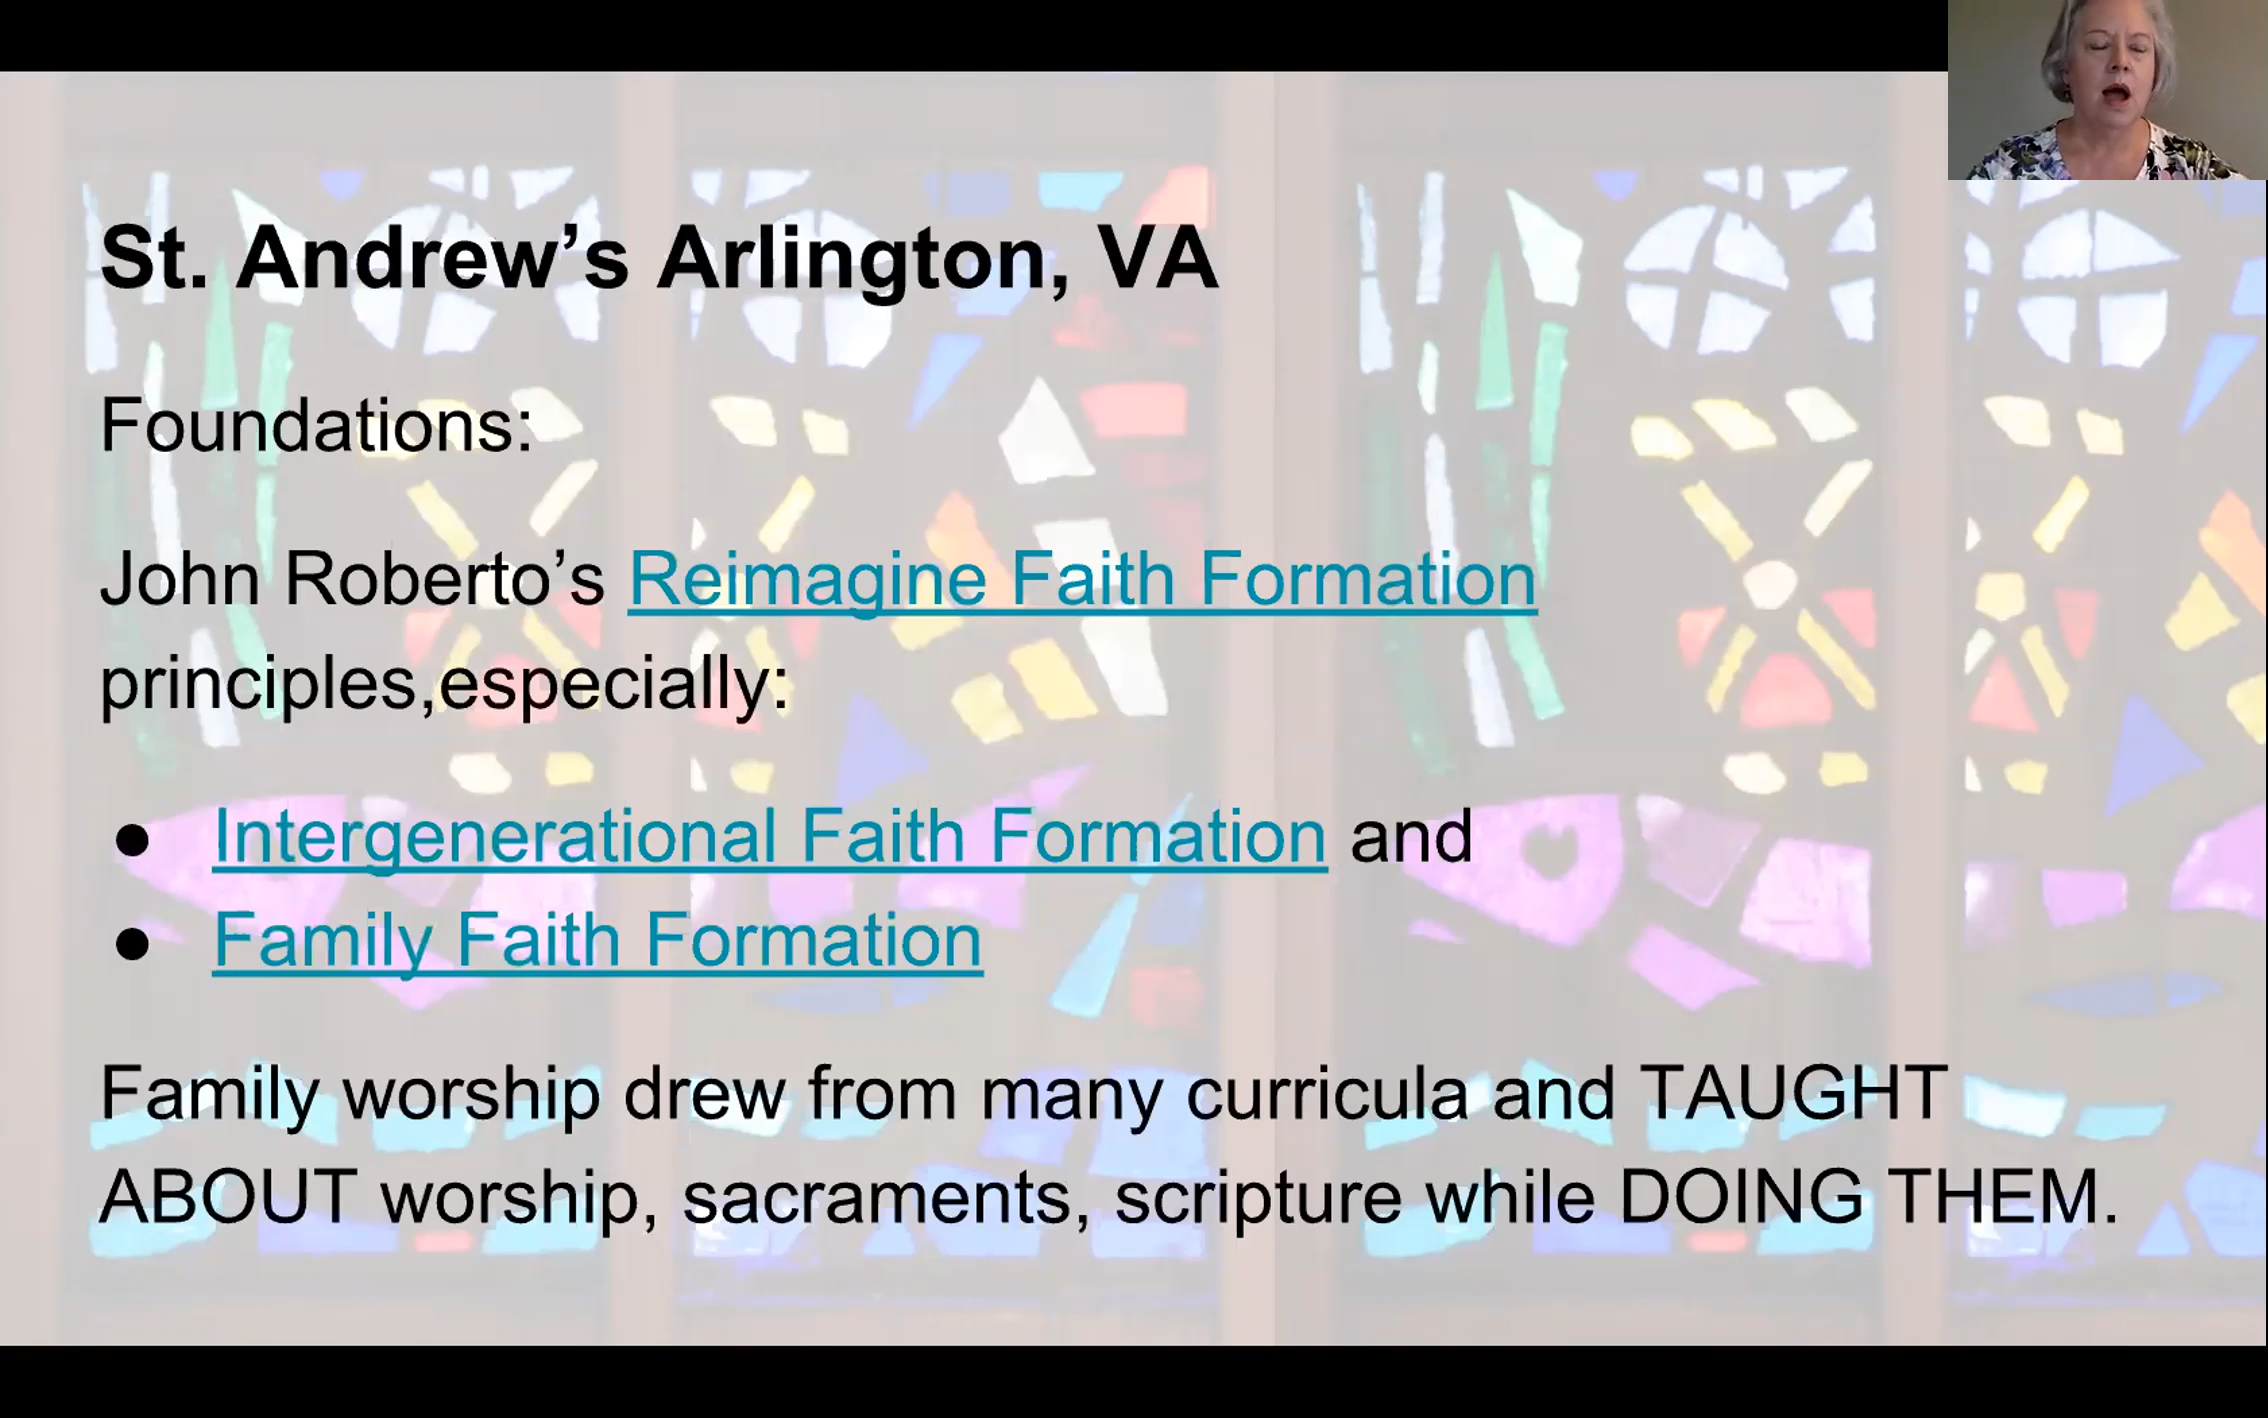 St. Andrew’s Arlington, VA
Foundations:
John Roberto’s Reimagine Faith Formation
principles,especially:
● Intergenerational Faith Formation and
● Family Faith Formation
Family worship drew from many curricula and TAUGHT
ABOUT worship, sacraments, scripture while DOING THEM.